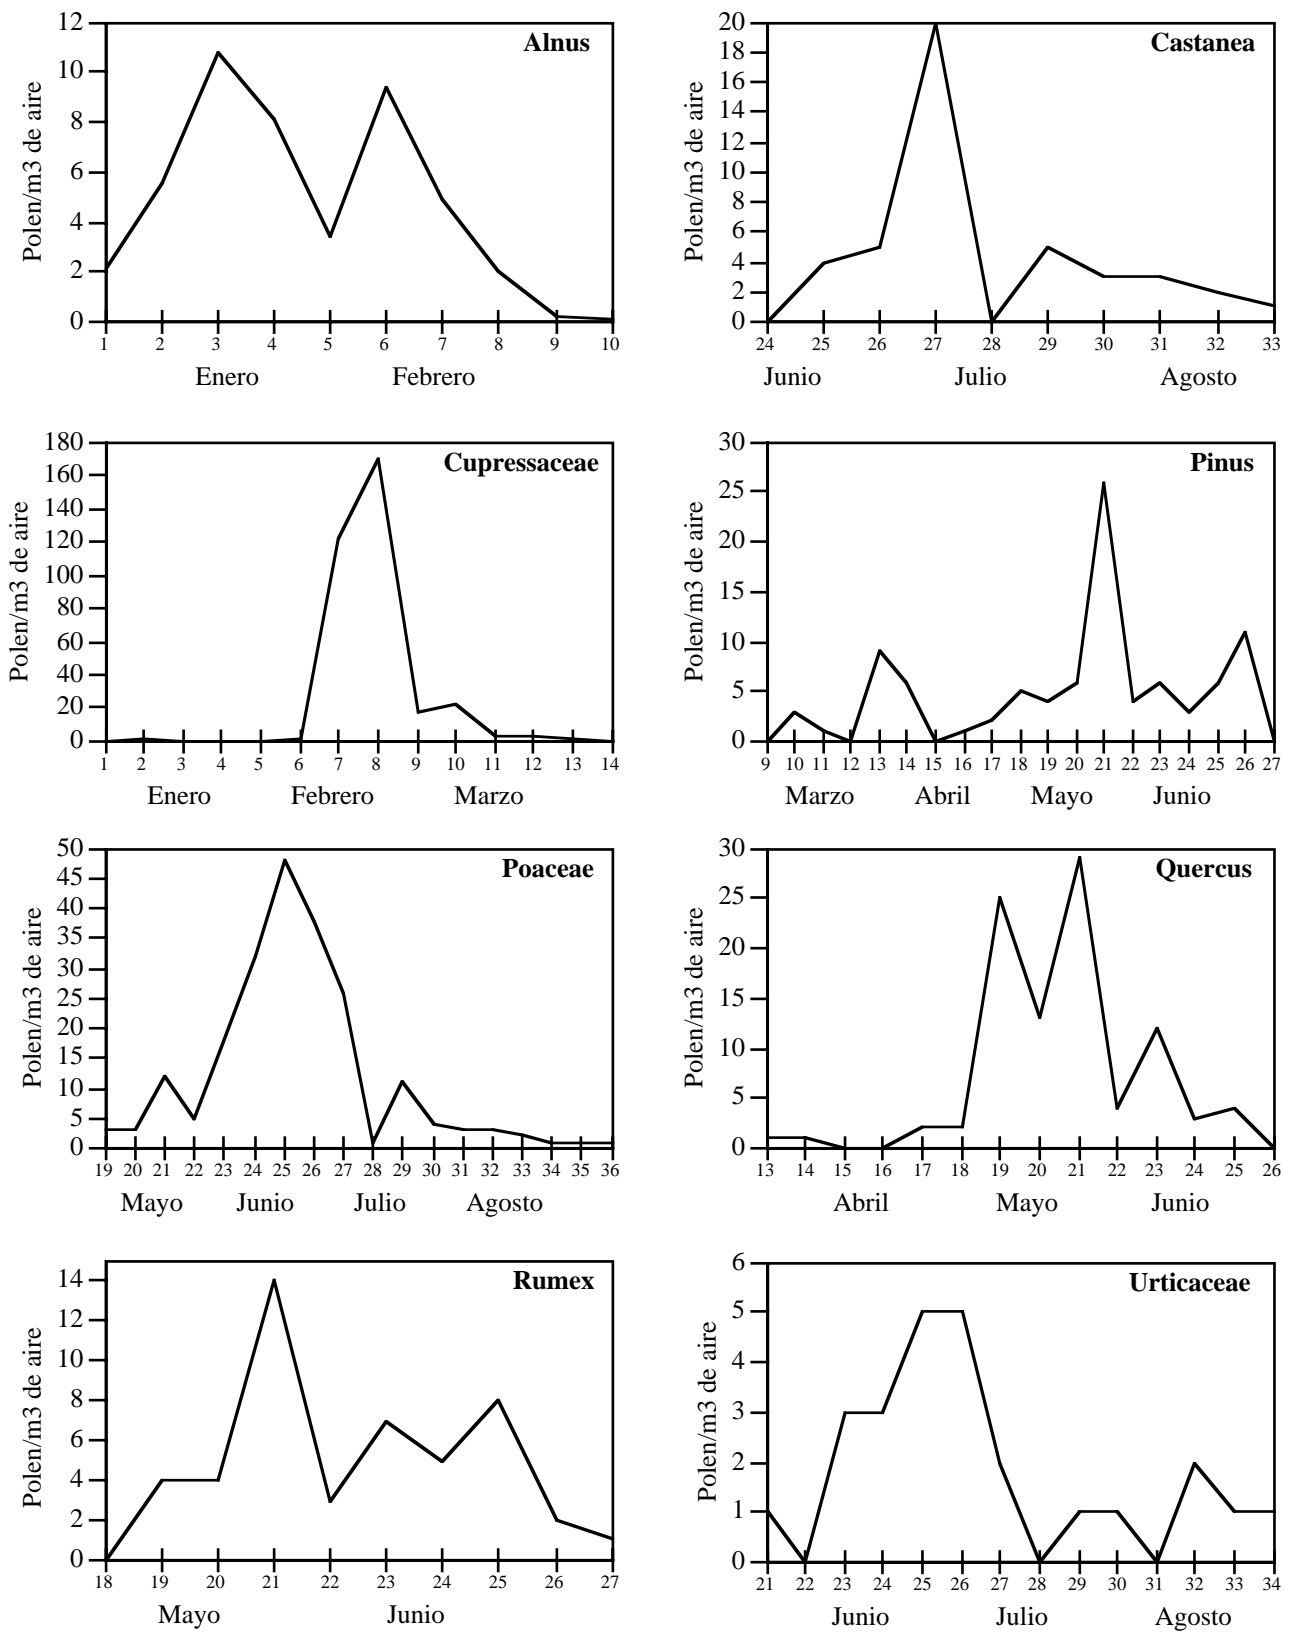 Alnus
Polen/m3 de aire
12
10
8
6
4
2
0
1 2 3 4 5 6 7 8 9 10
Enero Febrero
Castanea
Polen/m3 de aire
20
18
16
14
12
10
8
6
4
2
0
24 25 26 27 28 29 30 31 32 33
Junio Julio Agosto
Cupressaceae
Polen/m3 de aire
180
160
140
120
100
80
60
40
20
0
1 2 3 4 5 6 7 8 9 10 11 12 13 14
Enero Febrero Marzo
Pinus
Polen/m3 de aire
30
25
20
15
10
5
0
9 10 11 12 13 14 15 16 17 18 19 20 21 22 23 24 25 26 27
Marzo Abril Mayo Junio
Poaceae
Polen/m3 de aire
50
45
40
35
30
25
20
15
10
5
0
19 20 21 22 23 24 25 26 27 28 29 30 31 32 33 34 35 36
Mayo Junio Julio Agosto
Quercus
Polen/m3 de aire
30
25
20
15
10
5
0
13 14 15 16 17 18 19 20 21 22 23 24 25 26
Abril Mayo Junio
Rumex
Polen/m3 de aire
14
12
10
8
6
4
2
0
18 19 20 21 22 23 24 25 26 27
Mayo Junio
Urticaceae
Polen/m3 de aire
6
5
4
3
2
1
0
21 22 23 24 25 26 27 28 29 30 31 32 33 34
Junio Julio Agosto